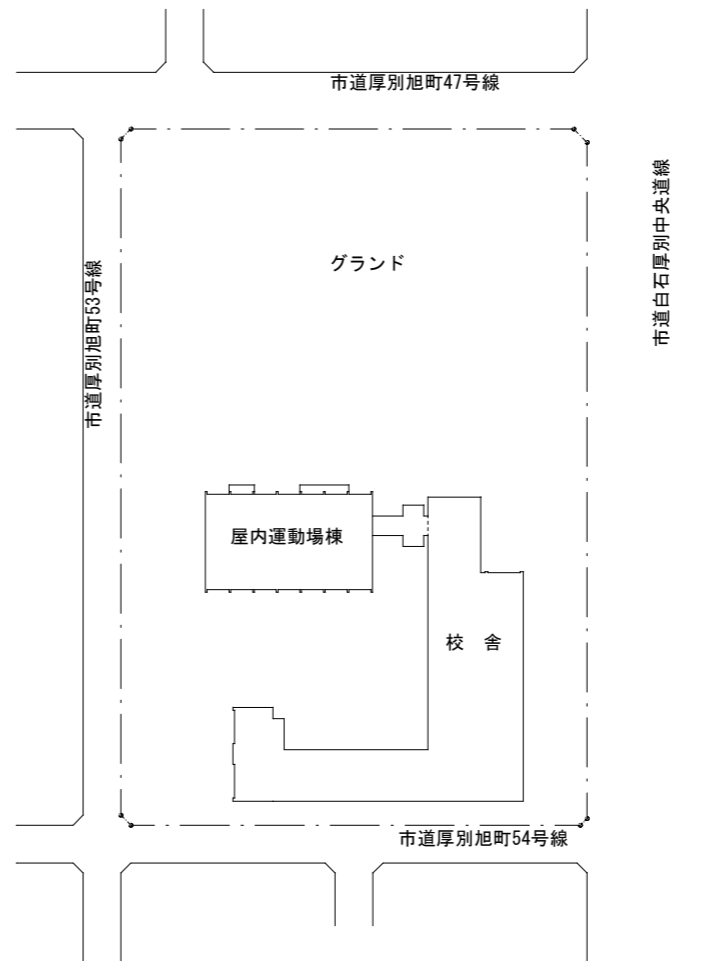 市道厚別旭町47号線
市道白石厚別中央道線
グランド
市道厚別旭町53号線
屋内運動場棟
校　舎
市道厚別旭町54号線